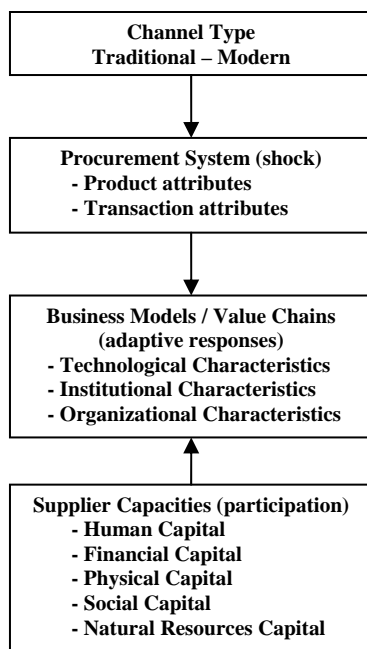 Channel Type
Traditional – Modern
Procurement System (shock)
- Product attributes
- Transaction attributes
Business Models / Value Chains
(adaptive responses)
- Technological Characteristics
- Institutional Characteristics
- Organizational Characteristics
Supplier Capacities (participation)
- Human Capital
- Financial Capital
- Physical Capital
- Social Capital
- Natural Resources Capital